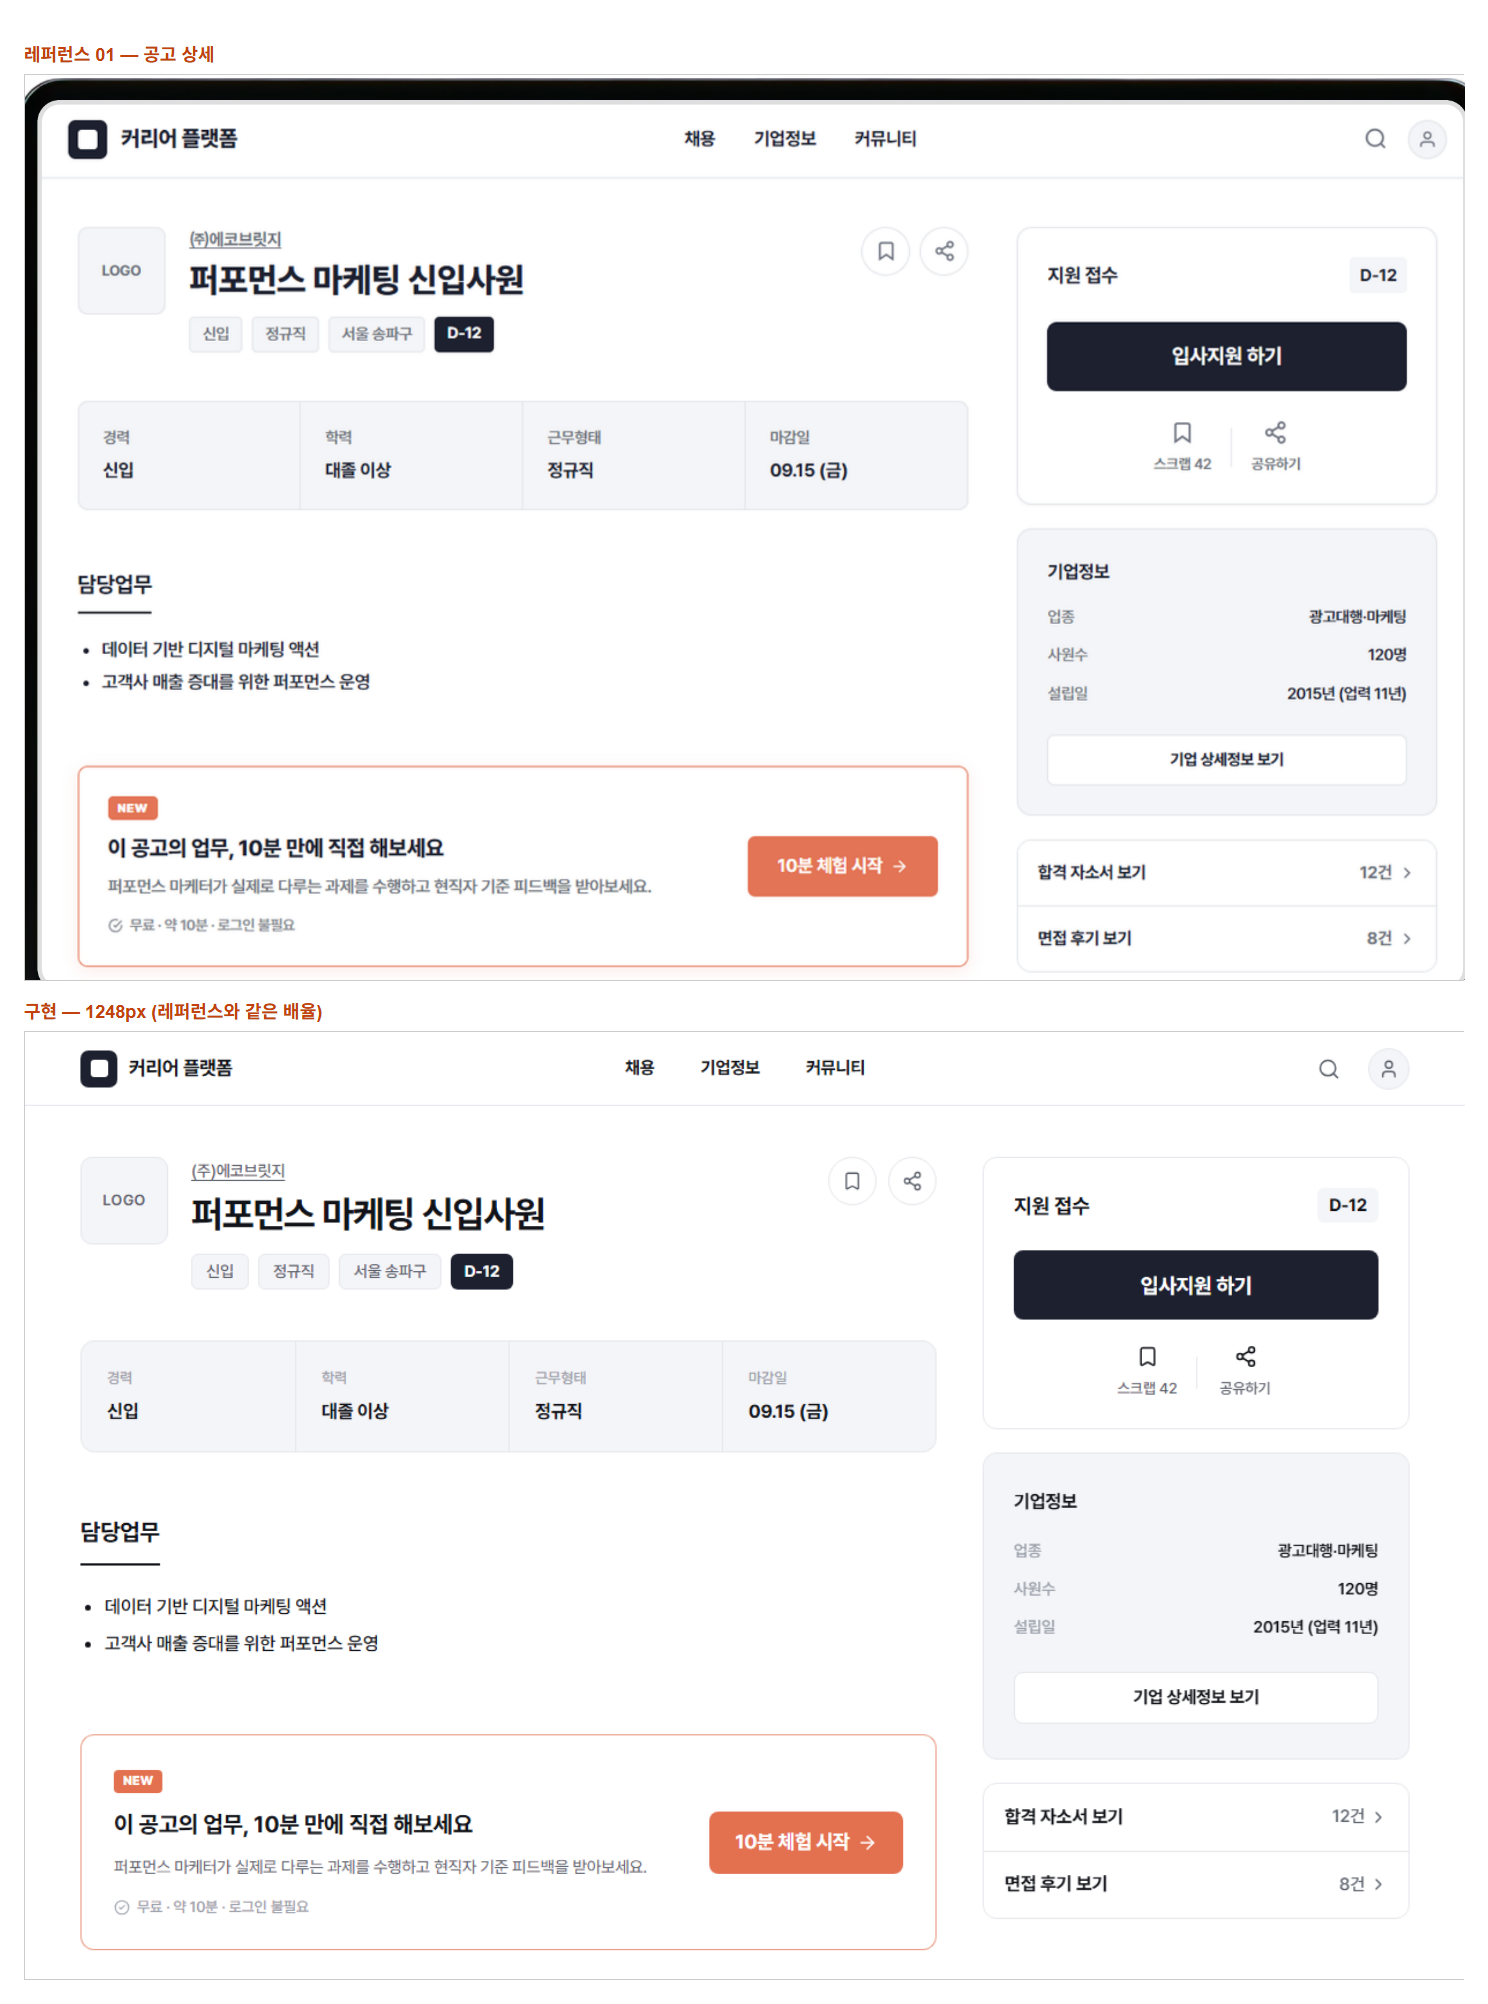 레퍼런스 01 — 공고 상세
커리어 플랫폼
채용 기업정보 커뮤니티
LOGO
㈜에코브릿지
퍼포먼스 마케팅 신입사원
신입 정규직 서울 송파구 D-12
경력 학력 근무형태 마감일
신입 대졸 이상 정규직 09.15 (금)
담당업무
• 데이터 기반 디지털 마케팅 액션
• 고객사 매출 증대를 위한 퍼포먼스 운영
NEW
이 공고의 업무, 10분 만에 직접 해보세요
퍼포먼스 마케터가 실제로 다루는 과제를 수행하고 현직자 기준 피드백을 받아보세요.
무료 · 약 10분 · 로그인 불필요
10분 체험 시작 →
지원 접수 D-12
입사지원 하기
스크랩 42 공유하기
기업정보
업종 광고대행·마케팅
사원수 120명
설립일 2015년 (업력 11년)
기업 상세정보 보기
합격 자소서 보기 12건 >
면접 후기 보기 8건 >
구현 — 1248px (레퍼런스와 같은 배율)
커리어 플랫폼
채용 기업정보 커뮤니티
LOGO
(주)에코브릿지
퍼포먼스 마케팅 신입사원
신입 정규직 서울 송파구 D-12
경력 학력 근무형태 마감일
신입 대졸 이상 정규직 09.15 (금)
담당업무
• 데이터 기반 디지털 마케팅 액션
• 고객사 매출 증대를 위한 퍼포먼스 운영
NEW
이 공고의 업무, 10분 만에 직접 해보세요
퍼포먼스 마케터가 실제로 다루는 과제를 수행하고 현직자 기준 피드백을 받아보세요.
무료 · 약 10분 · 로그인 불필요
10분 체험 시작 →
지원 접수 D-12
입사지원 하기
스크랩 42 공유하기
기업정보
업종 광고대행·마케팅
사원수 120명
설립일 2015년 (업력 11년)
기업 상세정보 보기
합격 자소서 보기 12건 >
면접 후기 보기 8건 >